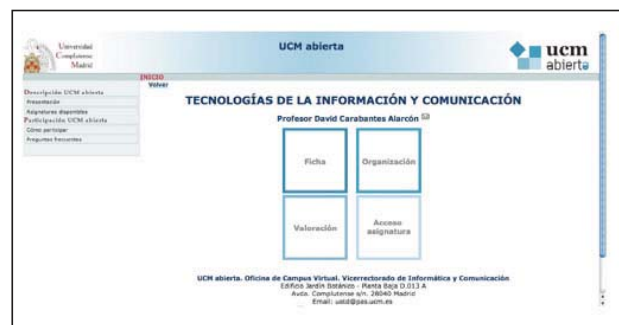 Universidad
Complutense
Madrid
UCM abierta
ucm
abierta
INICIO
Volver
Descripción UCM abierta
Presentación
Asignaturas disponibles
Participación UCM abierta
Cómo participar
Preguntas frecuentes
TECNOLOGÍAS DE LA INFORMACIÓN Y COMUNICACIÓN
Profesor David Carabantes Alarcón
Ficha
Organización
Valoración
Acceso
asignatura
UCM abierta. Oficina de Campus Virtual. Vicerrectorado de Informática y Comunicación
Edificio Jardín Botánico - Planta Baja D.013 A
Avda. Complutense s/n. 28040 Madrid
Email: uatd@pas.ucm.es